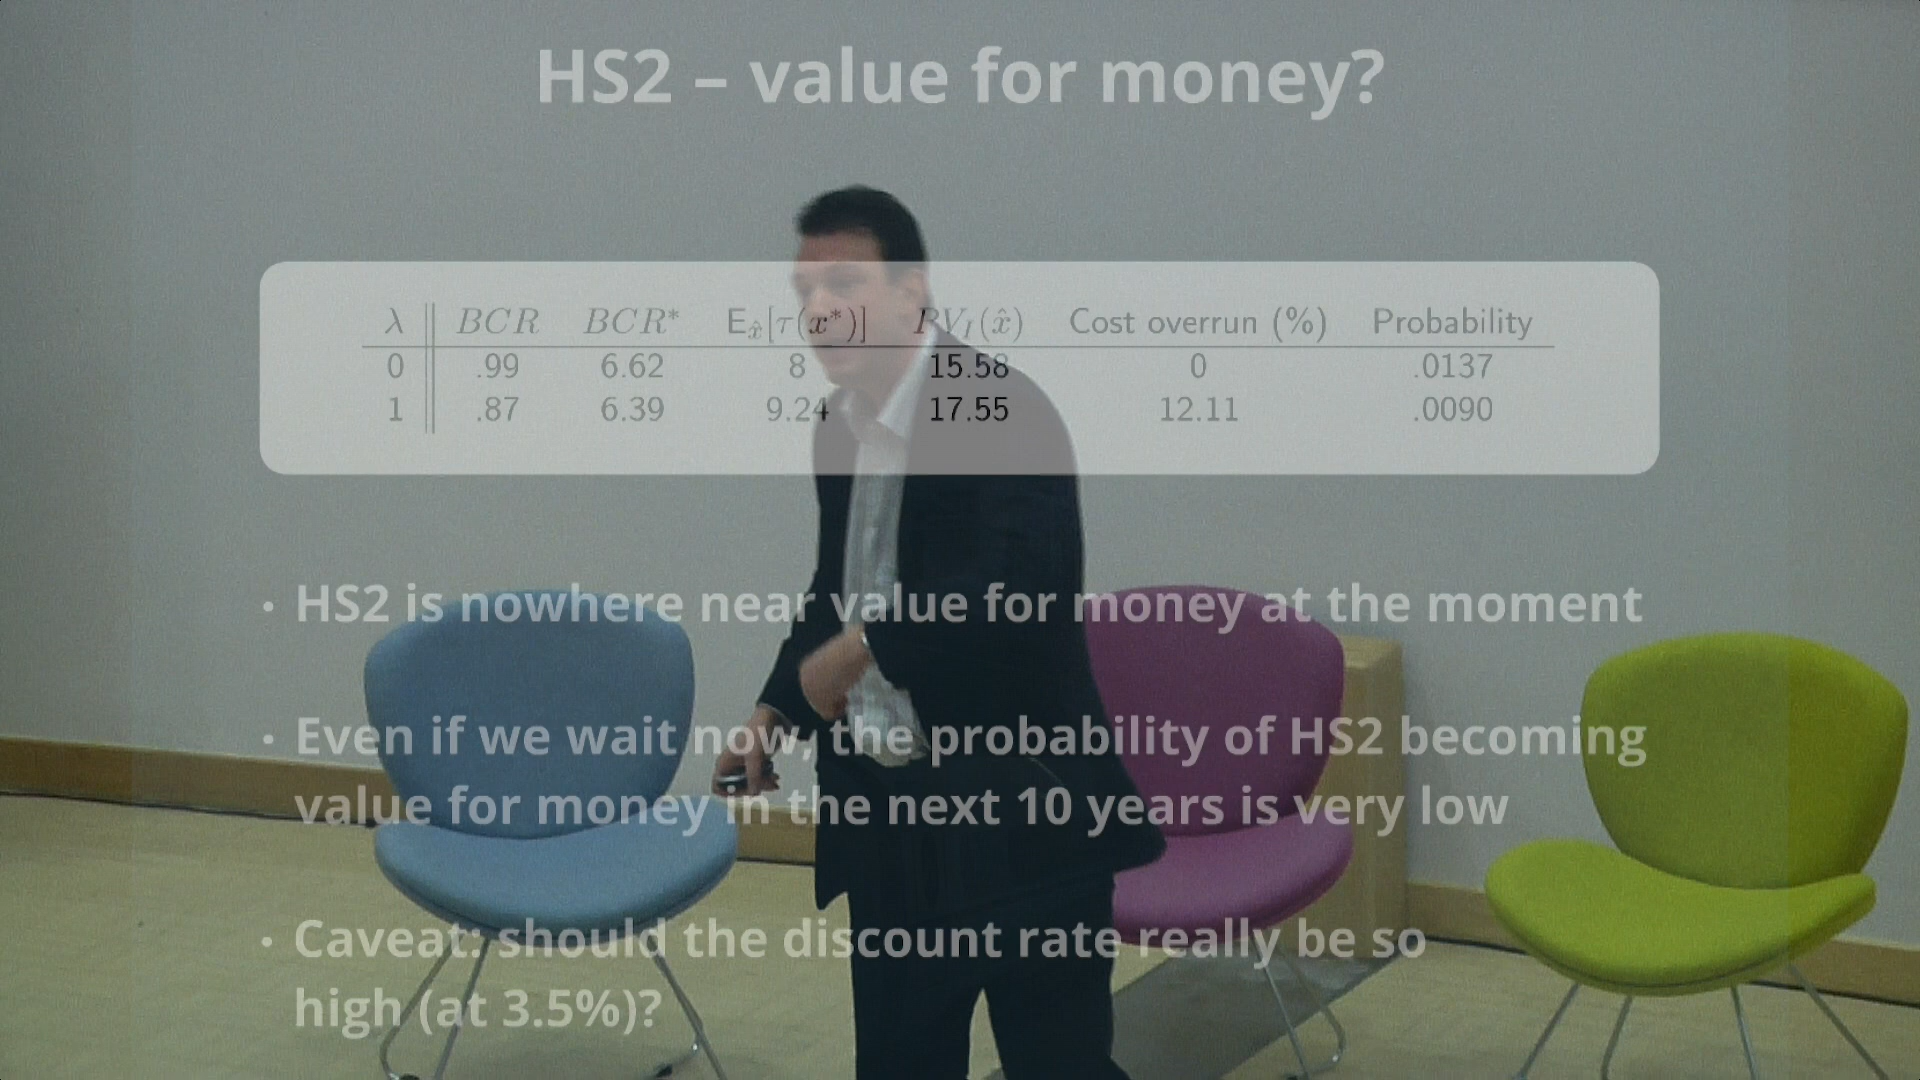 HS2 – value for money?
λ BCR BCR* E_x̂[τ(x*)] RV_I(x̂) Cost overrun (%) Probability
0 .99 6.62 8 15.58 0 .0137
1 .87 6.39 9.24 17.55 12.11 .0090
• HS2 is nowhere near value for money at the moment
• Even if we wait now, the probability of HS2 becoming
value for money in the next 10 years is very low
• Caveat: should the discount rate really be so
high (at 3.5%)?